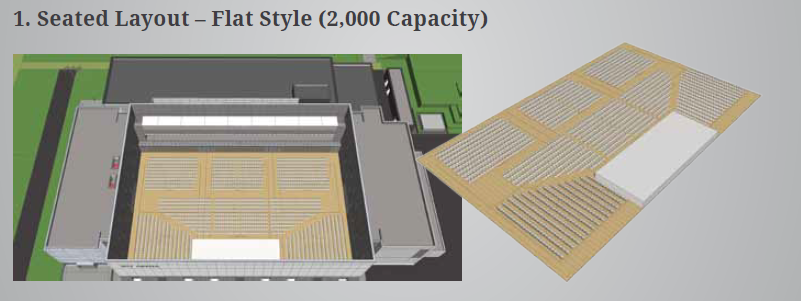 1. Seated Layout – Flat Style (2,000 Capacity)